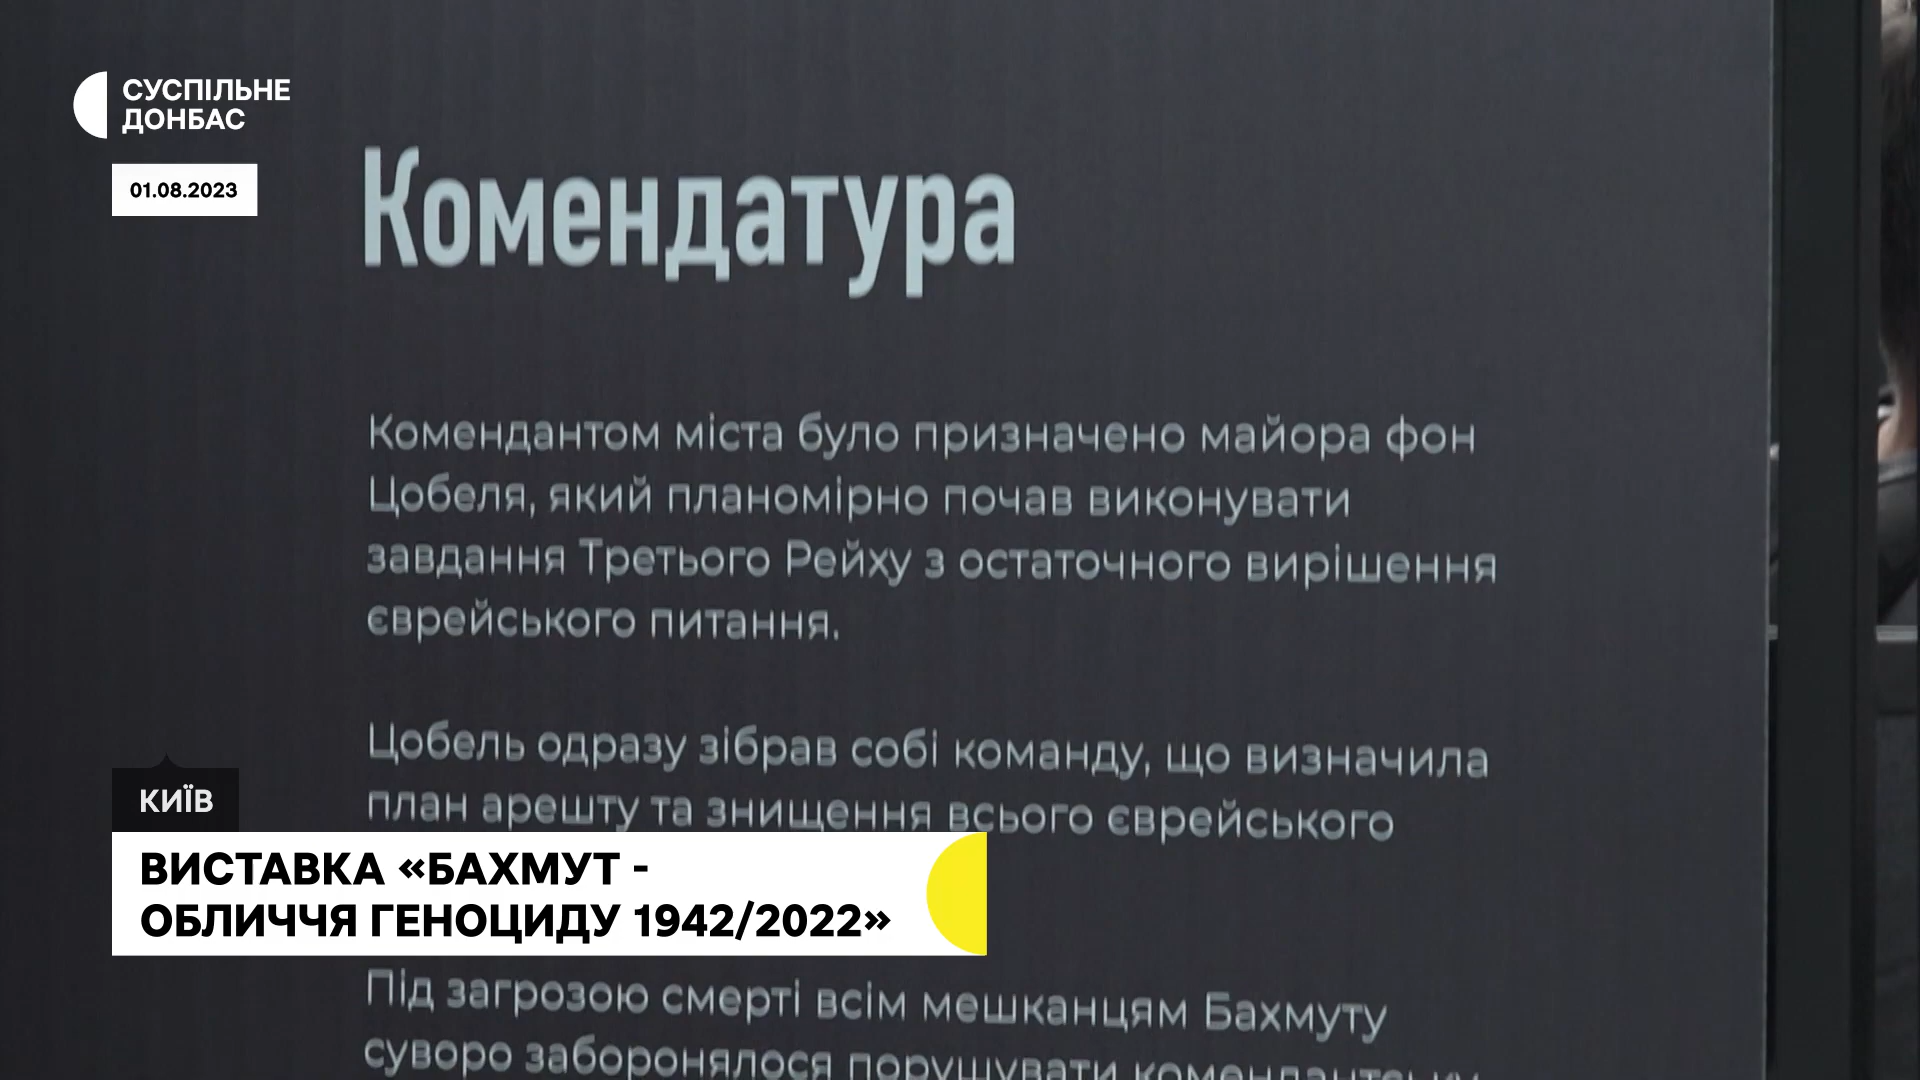 СУСПІЛЬНЕ
ДОНБАС
01.08.2023
Комендатура
Комендантом міста було призначено майора фон
Цобеля, який планомірно почав виконувати
завдання Третього Рейху з остаточного вирішення
єврейського питання.
Цобель одразу зібрав собі команду, що визначила
план арешту та знищення всього єврейського
КИЇВ
ВИСТАВКА «БАХМУТ -
ОБЛИЧЧЯ ГЕНОЦИДУ 1942/2022»
Під загрозою смерті всім мешканцям Бахмуту
суворо заборонялося порушувати комендантську